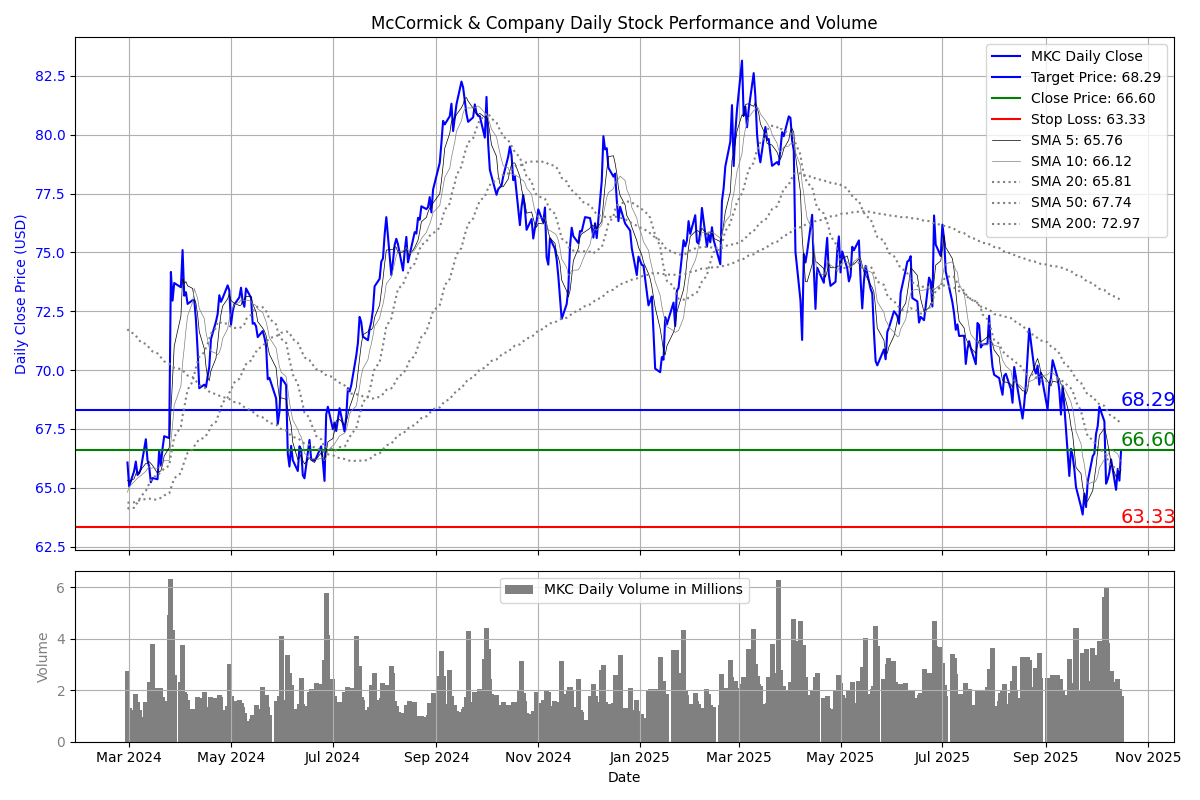 McCormick & Company Daily Stock Performance and Volume
Daily Close Price (USD)
82.5
80.0
77.5
75.0
72.5
70.0
67.5
65.0
62.5
MKC Daily Close
Target Price: 68.29
Close Price: 66.60
Stop Loss: 63.33
SMA 5: 65.76
SMA 10: 66.12
SMA 20: 65.81
SMA 50: 67.74
SMA 200: 72.97
68.29
66.60
63.33
Volume
6
4
2
0
MKC Daily Volume in Millions
Mar 2024
May 2024
Jul 2024
Sep 2024
Nov 2024
Jan 2025
Mar 2025
May 2025
Jul 2025
Sep 2025
Nov 2025
Date